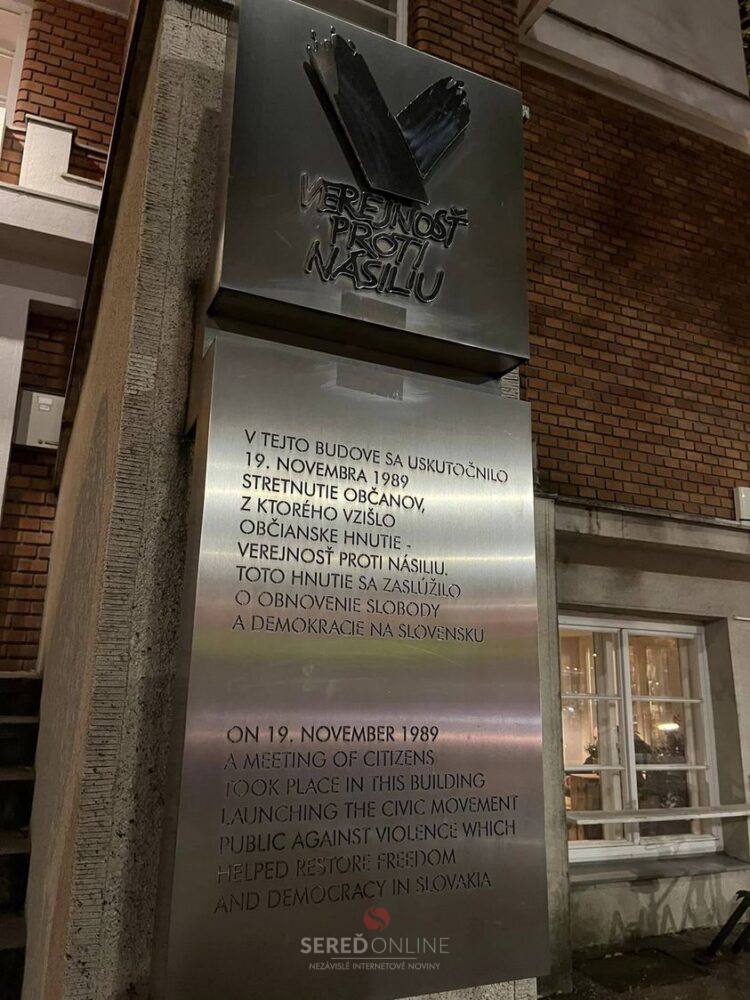 VEREJNOSŤ
PROTI
NÁSILIU
V TEJTO BUDOVE SA USKUTOČNILO
19. NOVEMBRA 1989
STRETNUTIE OBČANOV,
Z KTORÉHO VZIŠLO
OBČIANSKE HNUTIE -
VEREJNOSŤ PROTI NÁSILIU.
TOTO HNUTIE SA ZASLÚŽILO
O OBNOVENIE SLOBODY
A DEMOKRACIE NA SLOVENSKU
ON 19. NOVEMBER 1989
A MEETING OF CITIZENS
TOOK PLACE IN THIS BUILDING
LAUNCHING THE CIVIC MOVEMENT
PUBLIC AGAINST VIOLENCE WHICH
HELPED RESTORE FREEDOM
AND DEMOCRACY IN SLOVAKIA
SEREĎONLINE
NEZÁVISLÉ INTERNETOVÉ NOVINY